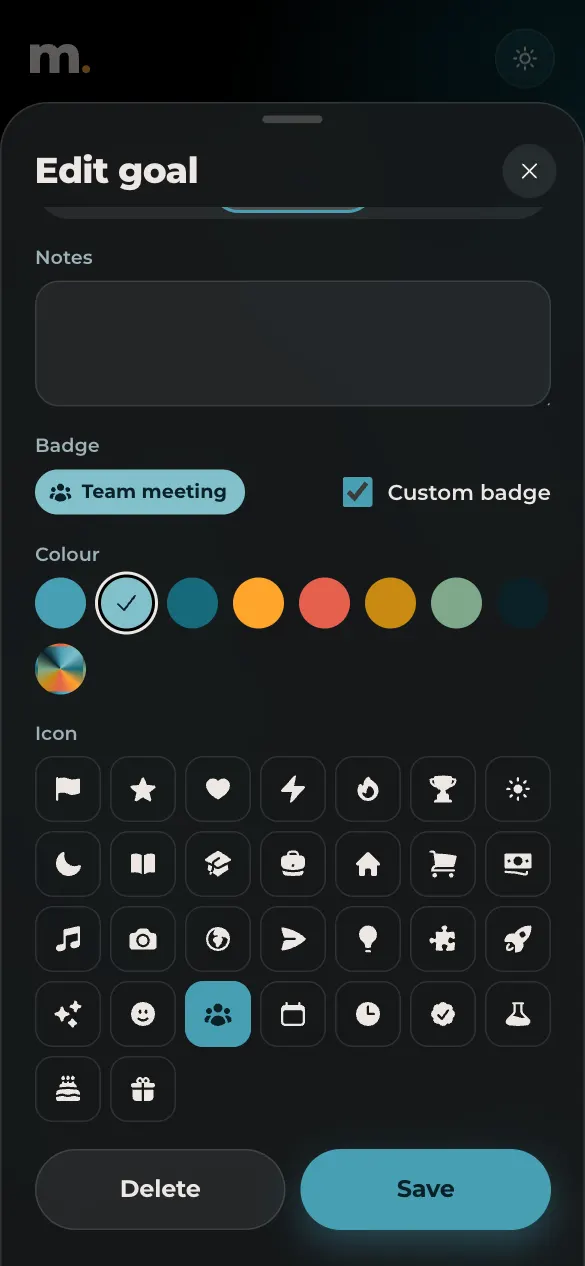 m.
Edit goal
Notes
Badge
Team meeting
Custom badge
Colour
Icon
Delete
Save